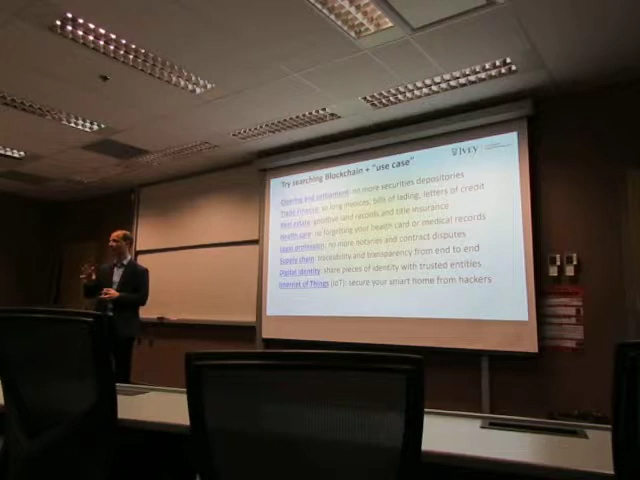 Try searching Blockchain + "use case"
IVEY
Clearing and settlement: no more securities depositories
Trade Finance: so long invoices, bills of lading, letters of credit
Real estate: goodbye land records and title insurance
Health care: no forgetting your health card or medical records
Legal profession: no more notaries and contract disputes
Supply chain: traceability and transparency from end to end
Digital identity: share pieces of identity with trusted entities
Internet of Things (IoT): secure your smart home from hackers